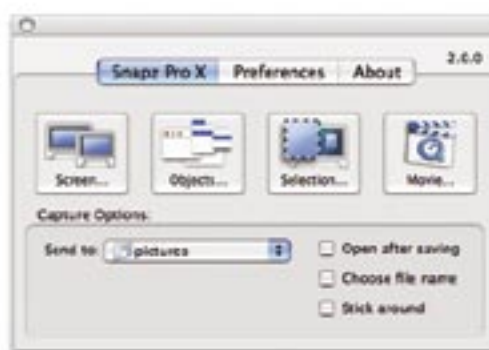 2.0.0
Snapz Pro X Preferences About
Screen... Objects... Selection... Movie...
Capture Options:
Send to: pictures
Open after saving
Choose file name
Stick around